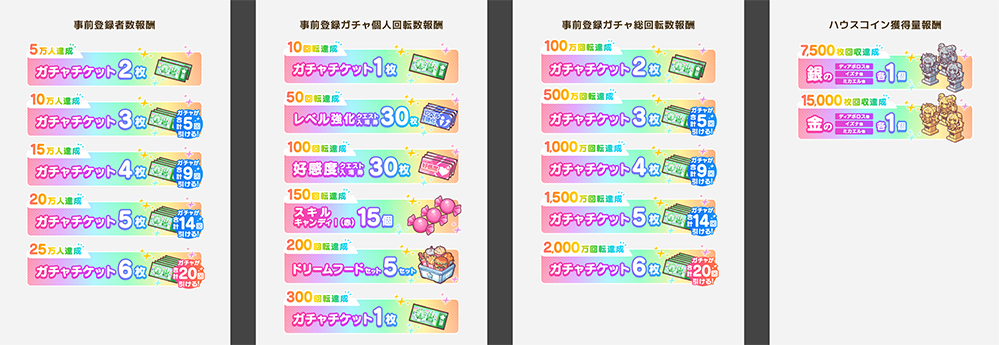 事前登録者数報酬
5万人達成
ガチャチケット2枚
10万人達成
ガチャチケット3枚
ガチャが合計5回引ける!
15万人達成
ガチャチケット4枚
ガチャが合計9回引ける!
20万人達成
ガチャチケット5枚
ガチャが合計14回引ける!
25万人達成
ガチャチケット6枚
ガチャが合計20回引ける!
事前登録ガチャ個人回転数報酬
10回転達成
ガチャチケット1枚
50回転達成
レベル強化クエスト30枚
100回転達成
好感度クエスト30枚
150回転達成
スキルキャンディⅠ(仮)15個
200回転達成
ドリームフードセット5セット
300回転達成
ガチャチケット1枚
事前登録ガチャ総回転数報酬
100万回転達成
ガチャチケット2枚
500万回転達成
ガチャチケット3枚
ガチャが合計5回引ける!
1,000万回転達成
ガチャチケット4枚
ガチャが合計9回引ける!
1,500万回転達成
ガチャチケット5枚
ガチャが合計14回引ける!
2,000万回転達成
ガチャチケット6枚
ガチャが合計20回引ける!
ハウスコイン獲得量報酬
7,500枚回収達成
銀のディアボロス像イズナ像ミカエル像各1個
15,000枚回収達成
金のディアボロス像イズナ像ミカエル像各1個